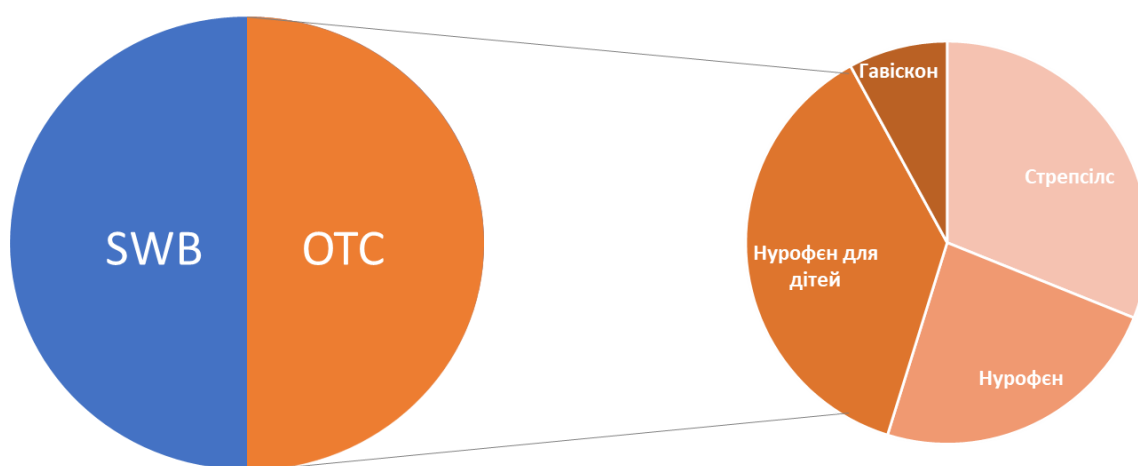 SWB
OTC
Гавіскон
Стрепсілс
Нурофєн для
дітей
Нурофєн